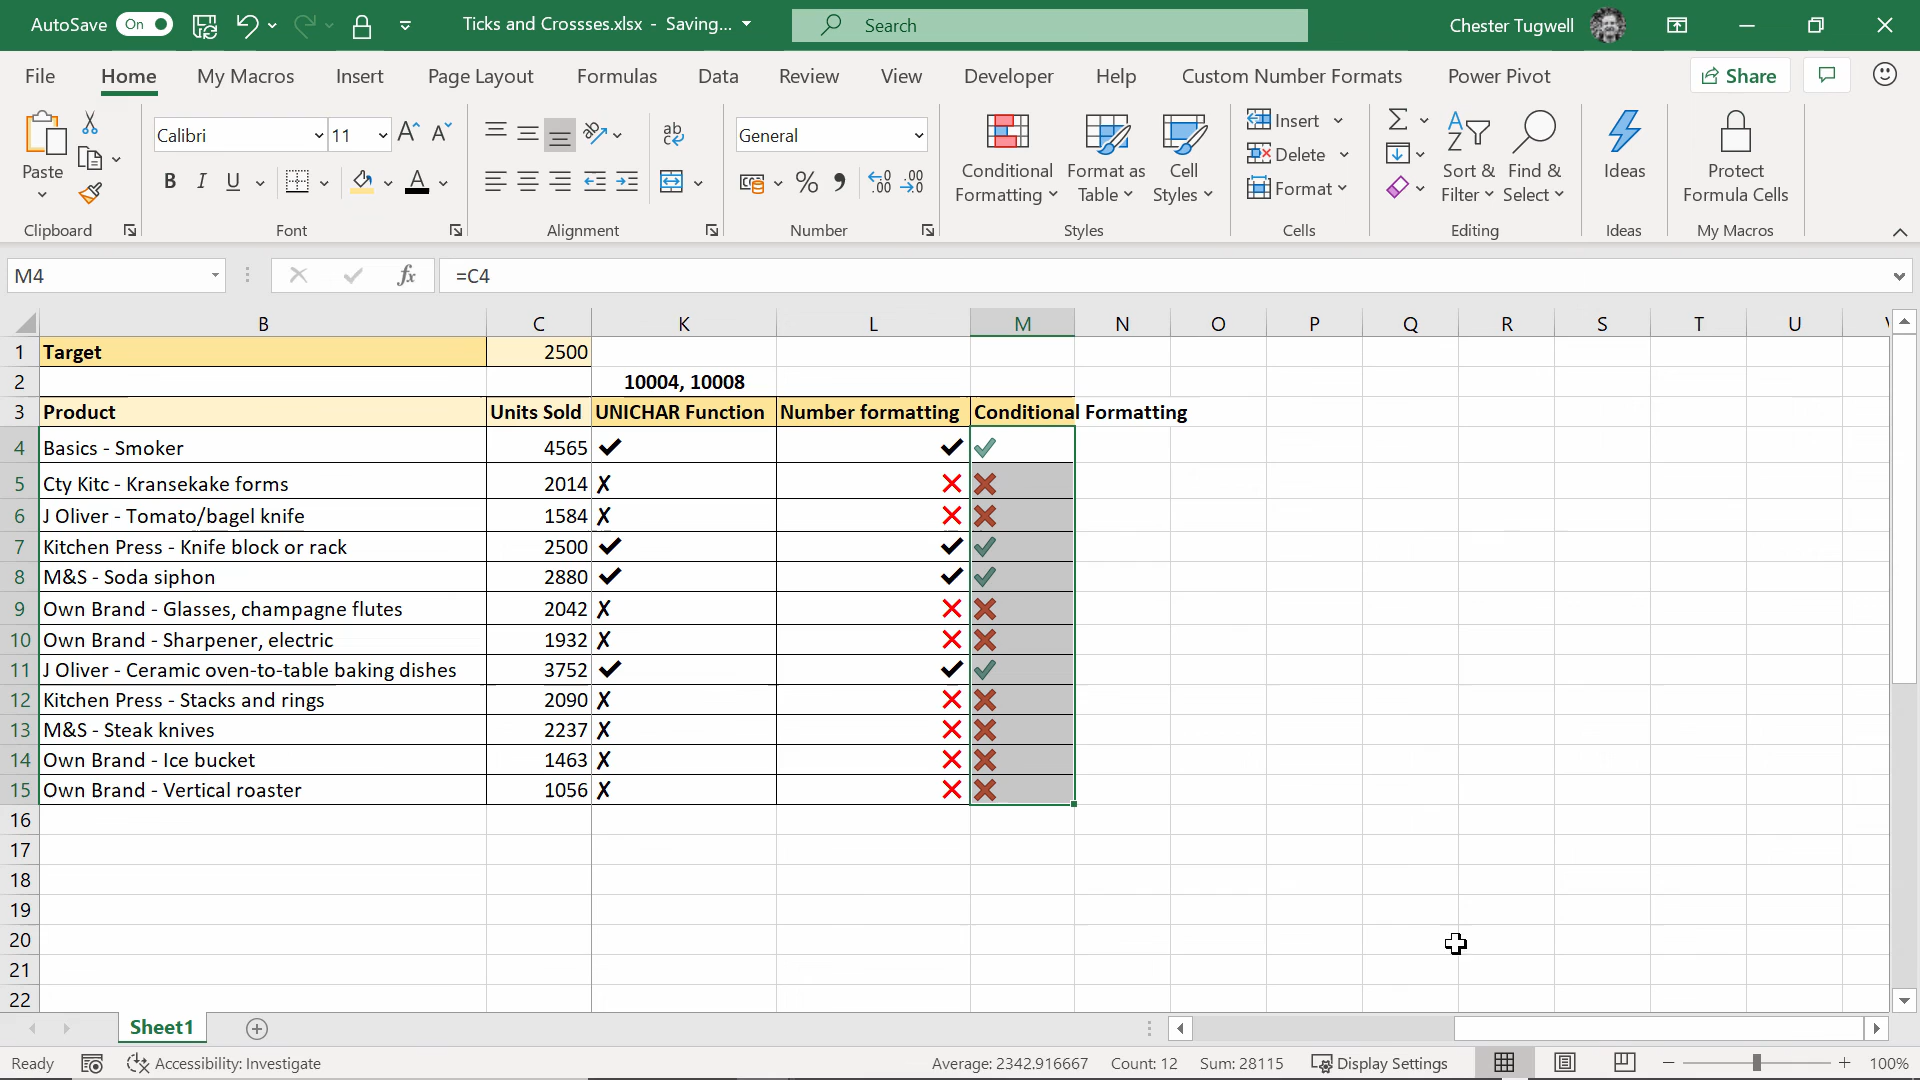 AutoSave On Ticks and Crossses.xlsx - Saving... Search Chester Tugwell
File Home My Macros Insert Page Layout Formulas Data Review View Developer Help Custom Number Formats Power Pivot Share
Paste
Clipboard
Calibri 11
B I U A
Font
ab
Alignment
General
% 9 .00 .0
Number
Conditional Formatting
Format as Table
Cell Styles
Styles
Insert
Delete
Format
Cells
Sort & Filter
Find & Select
Editing
Ideas
Ideas
Protect Formula Cells
My Macros
M4 fx =C4
B C K L M N O P Q R S T U
1 Target 2500
2 10004, 10008
3 Product Units Sold UNICHAR Function Number formatting Conditional Formatting
4 Basics - Smoker 4565 ✔ ✔ ✔
5 Cty Kitc - Kransekake forms 2014 ✗ ✕ ✖
6 J Oliver - Tomato/bagel knife 1584 ✗ ✕ ✖
7 Kitchen Press - Knife block or rack 2500 ✔ ✔ ✔
8 M&S - Soda siphon 2880 ✔ ✔ ✔
9 Own Brand - Glasses, champagne flutes 2042 ✗ ✕ ✖
10 Own Brand - Sharpener, electric 1932 ✗ ✕ ✖
11 J Oliver - Ceramic oven-to-table baking dishes 3752 ✔ ✔ ✔
12 Kitchen Press - Stacks and rings 2090 ✗ ✕ ✖
13 M&S - Steak knives 2237 ✗ ✕ ✖
14 Own Brand - Ice bucket 1463 ✗ ✕ ✖
15 Own Brand - Vertical roaster 1056 ✗ ✕ ✖
16
17
18
19
20
21
22
Sheet1
Ready Accessibility: Investigate Average: 2342.916667 Count: 12 Sum: 28115 Display Settings 100%